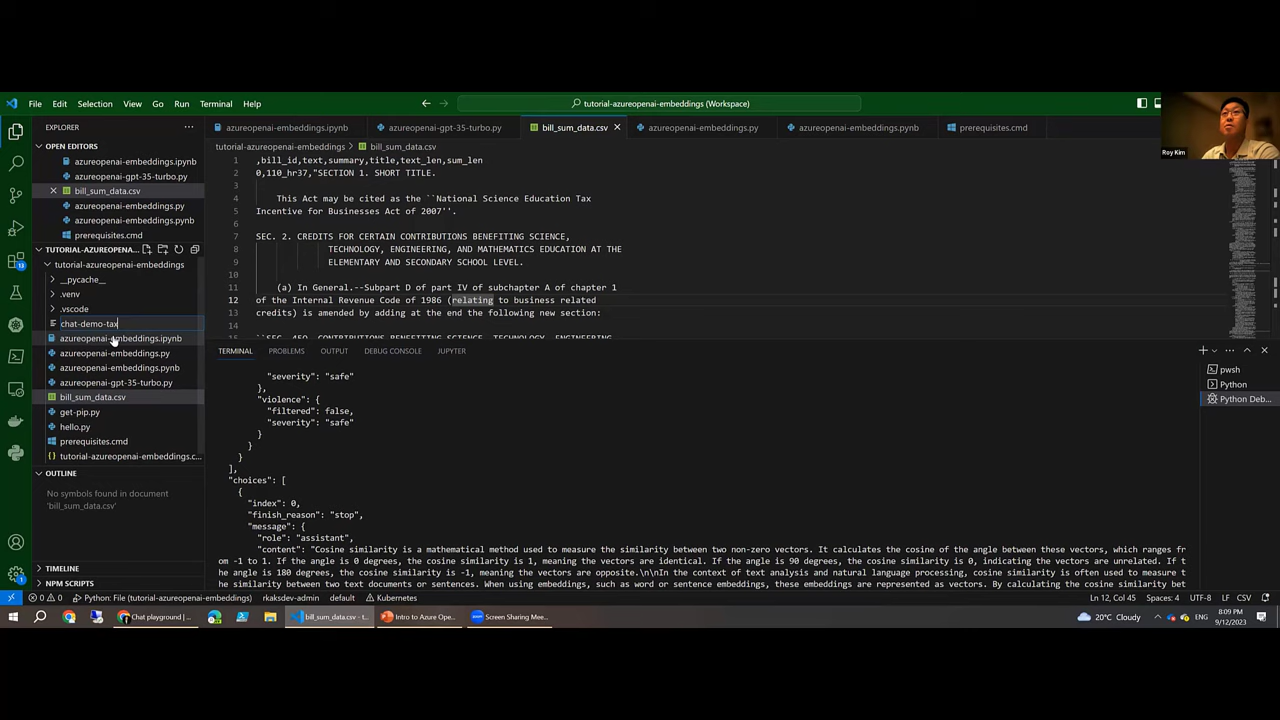 File Edit Selection View Go Run Terminal Help
tutorial-azureopenai-embeddings (Workspace)
Roy Kim
EXPLORER
OPEN EDITORS
azureopenai-embeddings.ipynb
azureopenai-gpt-35-turbo.py
bill_sum_data.csv
azureopenai-embeddings.py
azureopenai-embeddings.pynb
prerequisites.cmd
TUTORIAL-AZUREOPENA...
tutorial-azureopenai-embeddings
__pycache__
.venv
.vscode
chat-demo-tax
azureopenai-embeddings.ipynb
azureopenai-embeddings.py
azureopenai-embeddings.pynb
azureopenai-gpt-35-turbo.py
bill_sum_data.csv
get-pip.py
hello.py
prerequisites.cmd
tutorial-azureopenai-embeddings.c...
OUTLINE
No symbols found in document
'bill_sum_data.csv'
TIMELINE
NPM SCRIPTS
azureopenai-embeddings.ipynb azureopenai-gpt-35-turbo.py bill_sum_data.csv azureopenai-embeddings.py azureopenai-embeddings.pynb prerequisites.cmd
tutorial-azureopenai-embeddings > bill_sum_data.csv
1 ,bill_id,text,summary,title,text_len,sum_len
2 0,110_hr37,"SECTION 1. SHORT TITLE.
3
4 This Act may be cited as the ``National Science Education Tax
5 Incentive for Businesses Act of 2007''.
6
7 SEC. 2. CREDITS FOR CERTAIN CONTRIBUTIONS BENEFITING SCIENCE,
8 TECHNOLOGY, ENGINEERING, AND MATHEMATICS EDUCATION AT THE
9 ELEMENTARY AND SECONDARY SCHOOL LEVEL.
10
11 (a) In General.--Subpart D of part IV of subchapter A of chapter 1
12 of the Internal Revenue Code of 1986 (relating to business related
13 credits) is amended by adding at the end the following new section:
14
TERMINAL PROBLEMS OUTPUT DEBUG CONSOLE JUPYTER
pwsh
Python
Python Deb...
"severity": "safe"
},
"violence": {
"filtered": false,
"severity": "safe"
}
}
}
],
"choices": [
{
"index": 0,
"finish_reason": "stop",
"message": {
"role": "assistant",
"content": "Cosine similarity is a mathematical method used to measure the similarity between two non-zero vectors. It calculates the cosine of the angle between these vectors, which ranges fr
om -1 to 1. If the angle is 0 degrees, the cosine similarity is 1, meaning the vectors are identical. If the angle is 90 degrees, the cosine similarity is 0, indicating the vectors are unrelated. If th
e angle is 180 degrees, the cosine similarity is -1, meaning the vectors are opposite.\n\nIn the context of text analysis and natural language processing, cosine similarity is often used to measure t
he similarity between two text documents or sentences. When using embeddings, such as word or sentence embeddings, these embeddings are represented as vectors. By calculating the cosine similarity bet
0 0 Python: File (tutorial-azureopenai-embeddings) rkaksdev-admin default Kubernetes
Ln 12, Col 45 Spaces: 4 UTF-8 LF CSV
Chat playground | ... bill_sum_data.csv - t... Intro to Azure Ope... Screen Sharing Mee...
20°C Cloudy ENG 8:09 PM
9/12/2023